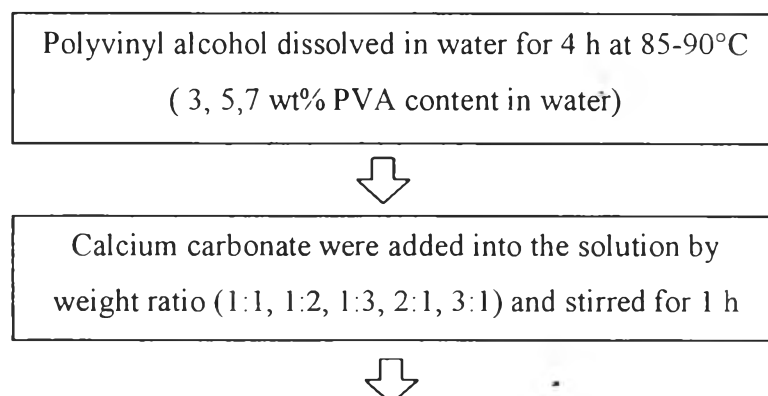 Polyvinyl alcohol dissolved in water for 4 h at 85-90°C
( 3, 5,7 wt% PVA content in water)
Calcium carbonate were added into the solution by
weight ratio (1:1, 1:2, 1:3, 2:1, 3:1) and stirred for 1 h